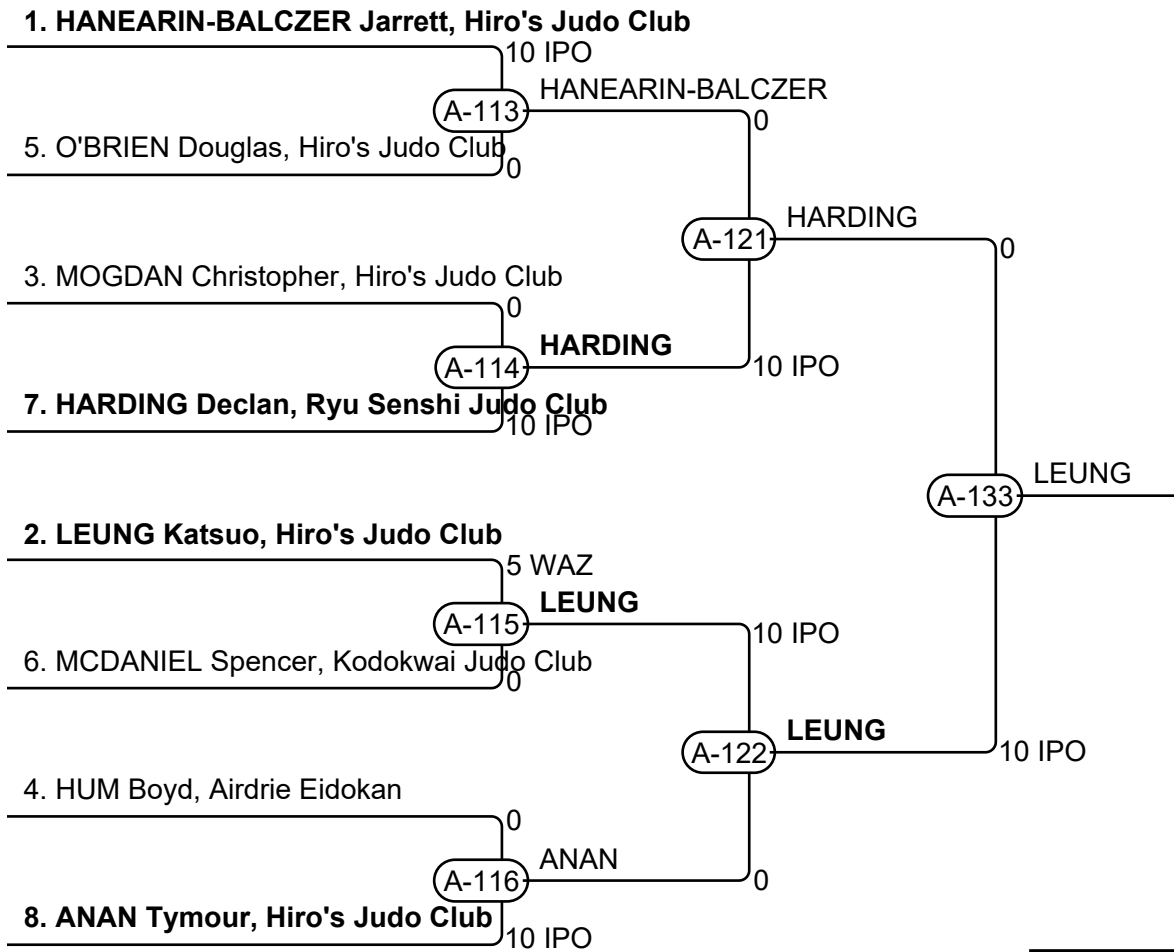 1. HANEARIN-BALCZER Jarrett, Hiro's Judo Club
10 IPO
HANEARIN-BALCZER
A-113
0
5. O'BRIEN Douglas, Hiro's Judo Club
0
HARDING
A-121
0
3. MOGDAN Christopher, Hiro's Judo Club
0
HARDING
A-114
10 IPO
7. HARDING Declan, Ryu Senshi Judo Club
10 IPO
LEUNG
A-133
2. LEUNG Katsuo, Hiro's Judo Club
5 WAZ
LEUNG
A-115
10 IPO
6. MCDANIEL Spencer, Kodokwai Judo Club
0
LEUNG
A-122
10 IPO
4. HUM Boyd, Airdrie Eidokan
0
ANAN
A-116
0
8. ANAN Tymour, Hiro's Judo Club
10 IPO